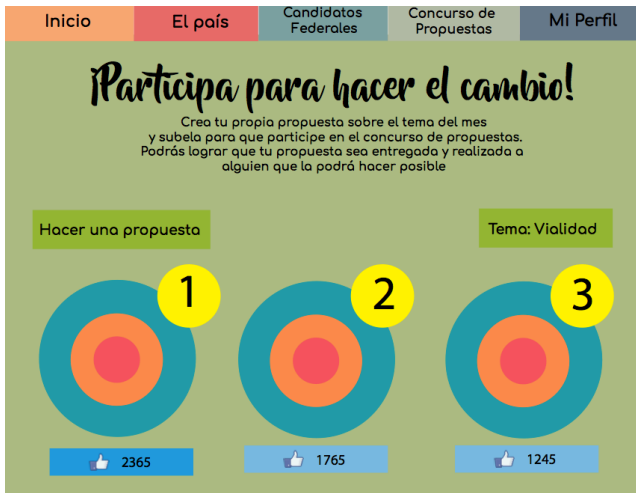 Inicio
El país
Candidatos
Federales
Concurso de
Propuestas
Mi Perfil
¡Participa para hacer el cambio!
Crea tu propia propuesta sobre el tema del mes
y subela para que participe en el concurso de propuestas.
Podrás lograr que tu propuesta sea entregada y realizada a
alguien que la podrá hacer posible
Hacer una propuesta
Tema: Vialidad
1
2
3
2365
1765
1245